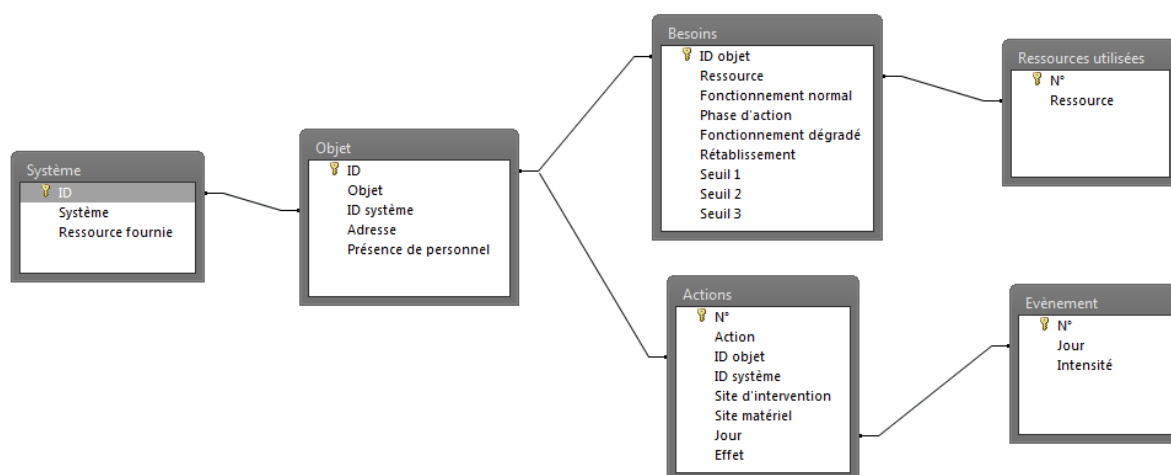 Système
ID
Système
Ressource fournie
Objet
ID
Objet
ID système
Adresse
Présence de personnel
Besoins
ID objet
Ressource
Fonctionnement normal
Phase d'action
Fonctionnement dégradé
Rétablissement
Seuil 1
Seuil 2
Seuil 3
Ressources utilisées
N°
Ressource
Actions
N°
Action
ID objet
ID système
Site d'intervention
Site matériel
Jour
Effet
Evènement
N°
Jour
Intensité